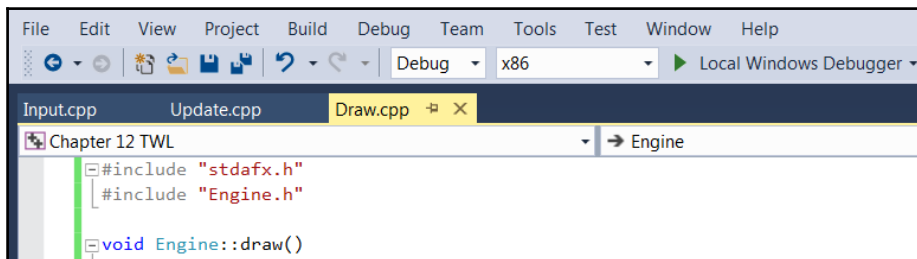 File Edit View Project Build Debug Team Tools Test Window Help
Debug x86 Local Windows Debugger
Input.cpp Update.cpp Draw.cpp
Chapter 12 TWL Engine
#include "stdafx.h"
#include "Engine.h"
void Engine::draw()